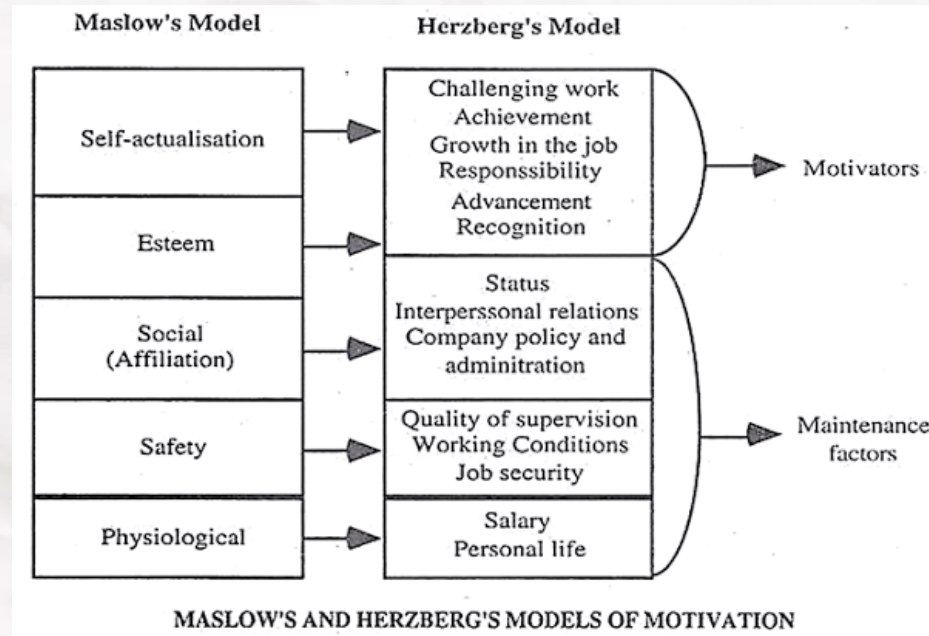 Maslow's Model
Herzberg's Model
Self-actualisation
Esteem
Social
(Affiliation)
Safety
Physiological
Challenging work
Achievement
Growth in the job
Responssibility
Advancement
Recognition
Status
Interperssonal relations
Company policy and
adminitration
Quality of supervision
Working Conditions
Job security
Salary
Personal life
Motivators
Maintenance
factors
MASLOW'S AND HERZBERG'S MODELS OF MOTIVATION